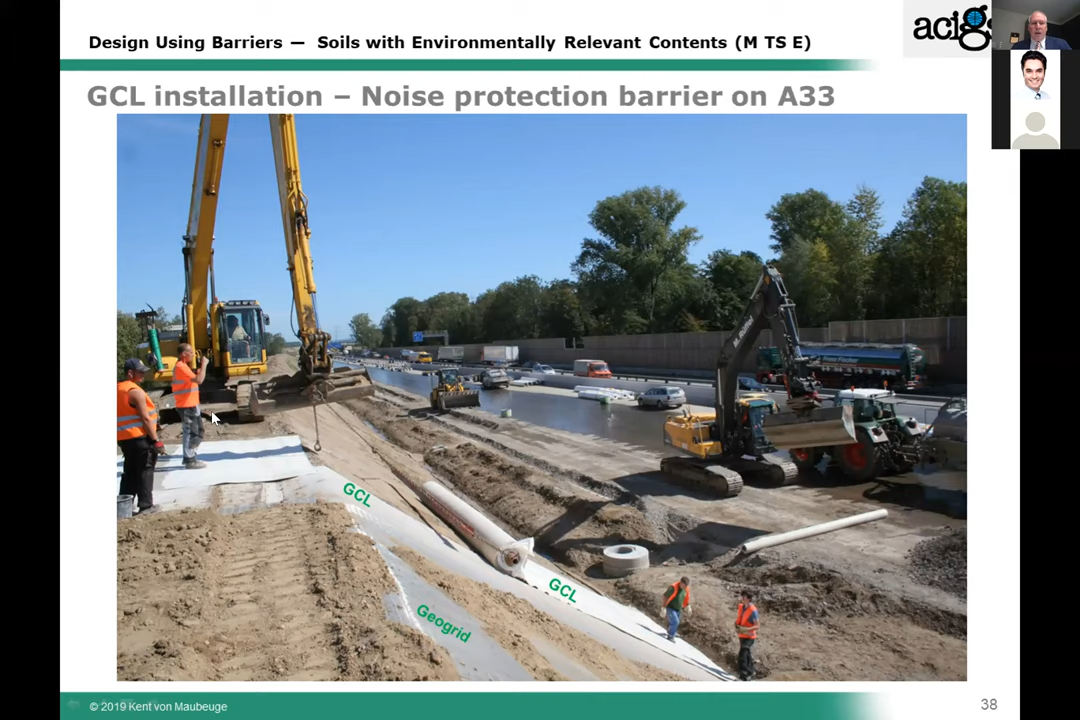 Design Using Barriers — Soils with Environmentally Relevant Contents (M TS E)
acigs
GCL installation – Noise protection barrier on A33
GCL
GCL
Geogrid
© 2019 Kent von Maubeuge
38